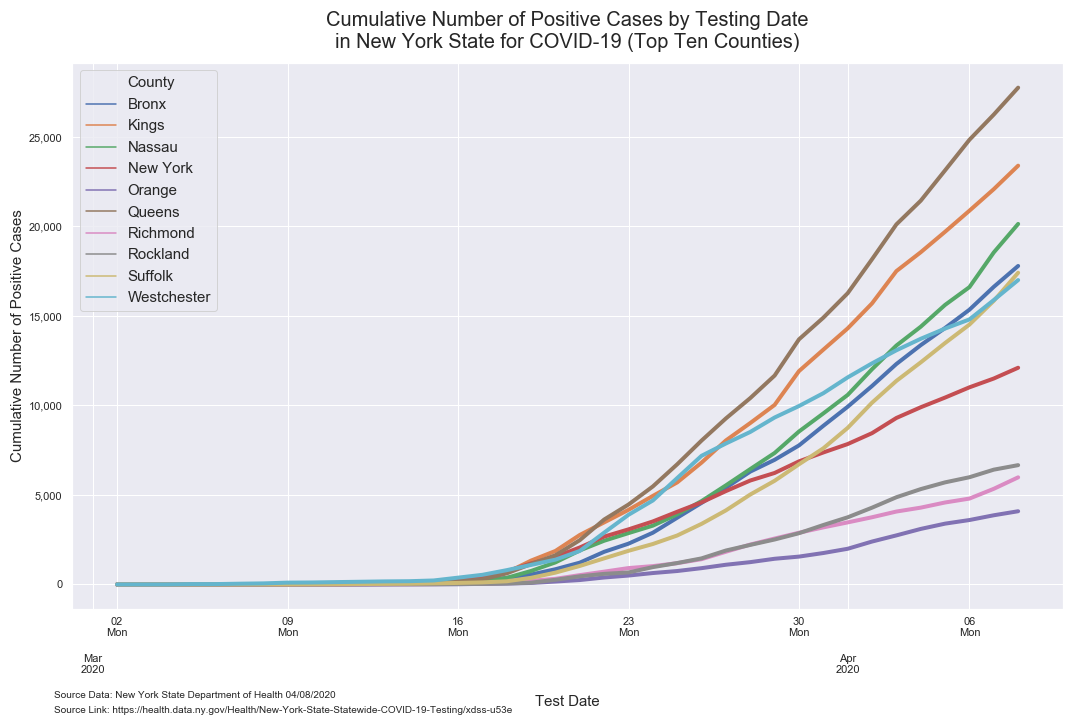 Cumulative Number of Positive Cases by Testing Date
in New York State for COVID-19 (Top Ten Counties)
County
Bronx
Kings
Nassau
New York
Orange
Queens
Richmond
Rockland
Suffolk
Westchester
Cumulative Number of Positive Cases
25,000
20,000
15,000
10,000
5,000
0
02 09 16 23 30 06
Mon Mon Mon Mon Mon Mon
Mar Apr
2020 2020
Test Date
Source Data: New York State Department of Health 04/08/2020
Source Link: https://health.data.ny.gov/Health/New-York-State-Statewide-COVID-19-Testing/xdss-u53e